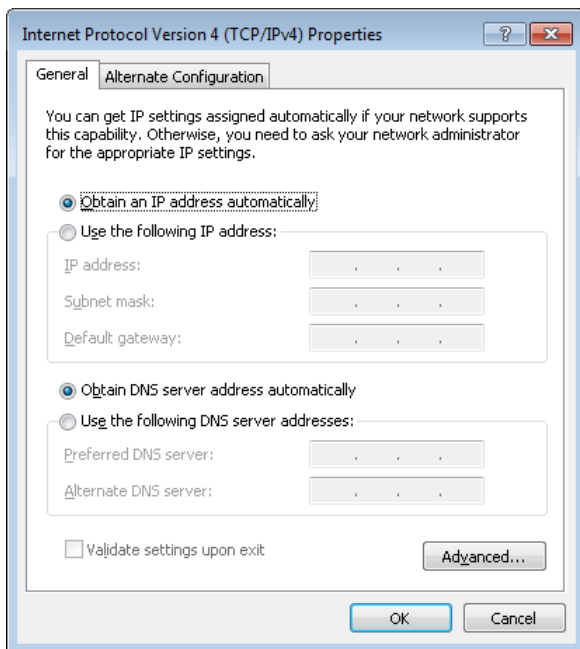 Internet Protocol Version 4 (TCP/IPv4) Properties
General
Alternate Configuration
You can get IP settings assigned automatically if your network supports
this capability. Otherwise, you need to ask your network administrator
for the appropriate IP settings.
Obtain an IP address automatically
Use the following IP address:
IP address:
Subnet mask:
Default gateway:
Obtain DNS server address automatically
Use the following DNS server addresses:
Preferred DNS server:
Alternate DNS server:
Validate settings upon exit
Advanced...
OK
Cancel